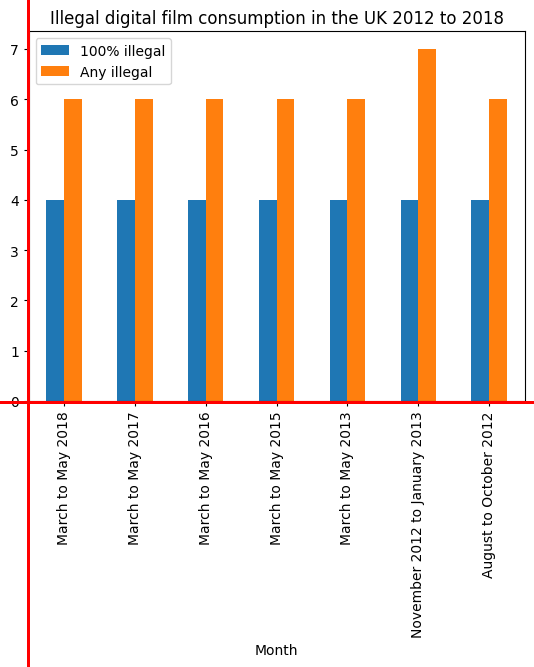 Illegal digital film consumption in the UK 2012 to 2018
100% illegal
Any illegal
7
6
5
4
3
2
1
0
March to May 2018
March to May 2017
March to May 2016
March to May 2015
March to May 2013
November 2012 to January 2013
August to October 2012
Month